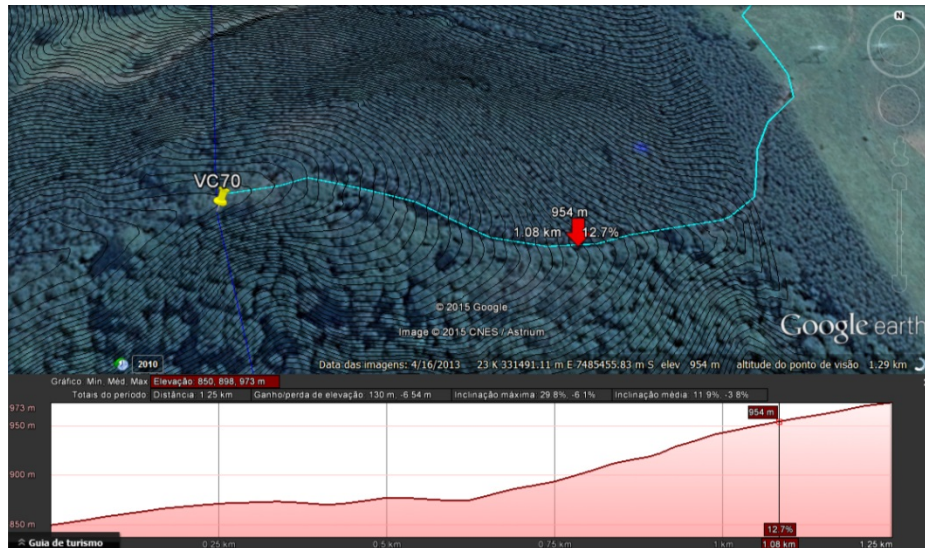 N
VC70
954 m
1.08 km 12.7%
© 2015 Google
Image © 2015 CNES / Astrium
Google earth
2010
Data das imagens: 4/16/2013 23 K 331491.11 m E 7485455.83 m S elev 954 m altitude do ponto de visão 1.29 km
Gráfico: Mín, Méd, Máx Elevação: 850, 898, 973 m
Totais do período: Distância: 1.25 km Ganho/perda de elevação: 130 m, -6.54 m Inclinação máxima: 29.8%, -6.1% Inclinação média: 11.9%, -3.8%
973 m
954 m
950 m
900 m
850 m
12.7%
Guia de turismo 0.25 km 0.5 km 0.75 km 1 km 1.08 km 1.25 km